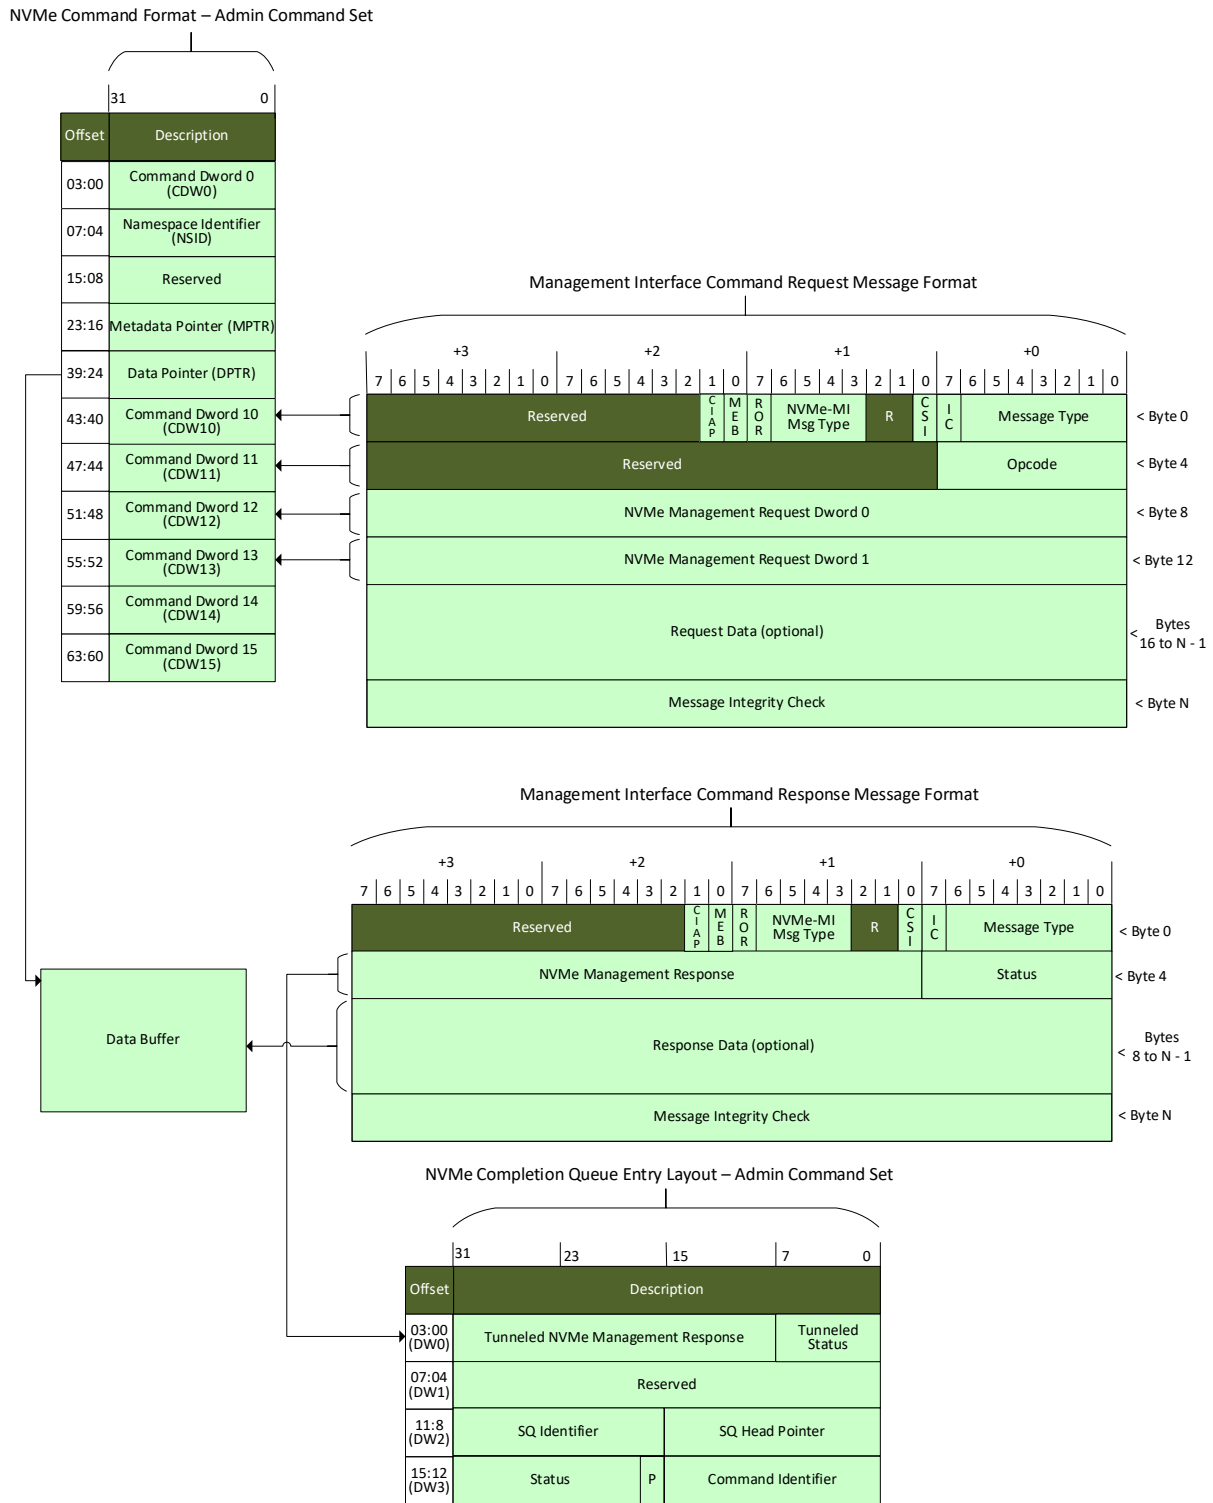 NVMe Command Format – Admin Command Set
31 0
Offset Description
03:00 Command Dword 0
(CDW0)
07:04 Namespace Identifier
(NSID)
15:08 Reserved
23:16 Metadata Pointer (MPTR)
39:24 Data Pointer (DPTR)
43:40 Command Dword 10
(CDW10)
47:44 Command Dword 11
(CDW11)
51:48 Command Dword 12
(CDW12)
55:52 Command Dword 13
(CDW13)
59:56 Command Dword 14
(CDW14)
63:60 Command Dword 15
(CDW15)
Management Interface Command Request Message Format
+3 +2 +1 +0
7 6 5 4 3 2 1 0 7 6 5 4 3 2 1 0 7 6 5 4 3 2 1 0 7 6 5 4 3 2 1 0
Reserved CIAP MEB ROR NVMe-MI Msg Type R CSI IC Message Type < Byte 0
Reserved Opcode < Byte 4
NVMe Management Request Dword 0 < Byte 8
NVMe Management Request Dword 1 < Byte 12
Request Data (optional) < Bytes
16 to N - 1
Message Integrity Check < Byte N
Management Interface Command Response Message Format
+3 +2 +1 +0
7 6 5 4 3 2 1 0 7 6 5 4 3 2 1 0 7 6 5 4 3 2 1 0 7 6 5 4 3 2 1 0
Reserved CIAP MEB ROR NVMe-MI Msg Type R CSI IC Message Type < Byte 0
NVMe Management Response Status < Byte 4
Response Data (optional) < Bytes
8 to N - 1
Message Integrity Check < Byte N
Data Buffer
NVMe Completion Queue Entry Layout – Admin Command Set
31 23 15 7 0
Offset Description
03:00
(DW0) Tunneled NVMe Management Response Tunneled
Status
07:04
(DW1) Reserved
11:8
(DW2) SQ Identifier SQ Head Pointer
15:12
(DW3) Status P Command Identifier